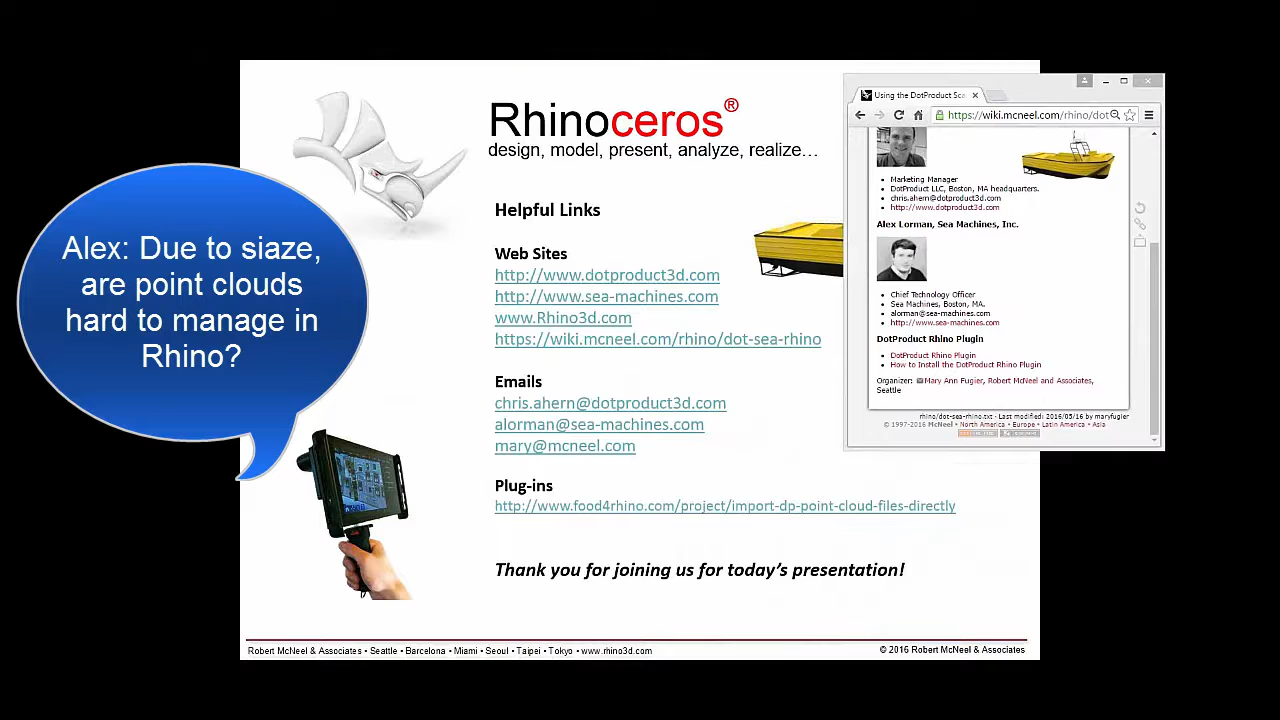 Rhinoceros®
design, model, present, analyze, realize...
Alex: Due to siaze,
are point clouds
hard to manage in
Rhino?
Helpful Links
Web Sites
http://www.dotproduct3d.com
http://www.sea-machines.com
www.Rhino3d.com
https://wiki.mcneel.com/rhino/dot-sea-rhino
Emails
chris.ahern@dotproduct3d.com
alorman@sea-machines.com
mary@mcneel.com
Plug-ins
http://www.food4rhino.com/project/import-dp-point-cloud-files-directly
Thank you for joining us for today's presentation!
Using the DotProduct Sca
https://wiki.mcneel.com/rhino/dot
• Marketing Manager
• DotProduct LLC, Boston, MA headquarters.
• chris.ahern@dotproduct3d.com
• http://www.dotproduct3d.com
Alex Lorman, Sea Machines, Inc.
• Chief Technology Officer
• Sea Machines, Boston, MA.
• alorman@sea-machines.com
• http://www.sea-machines.com
DotProduct Rhino Plugin
• DotProduct Rhino Plugin
• How to Install the DotProduct Rhino Plugin
Organizer: Mary Ann Fugier, Robert McNeel and Associates,
Seattle
rhino/dot-sea-rhino.txt · Last modified: 2016/05/16 by maryfugier
© 1997-2016 McNeel • North America • Europe • Latin America • Asia
Robert McNeel & Associates • Seattle • Barcelona • Miami • Seoul • Taipei • Tokyo • www.rhino3d.com
© 2016 Robert McNeel & Associates